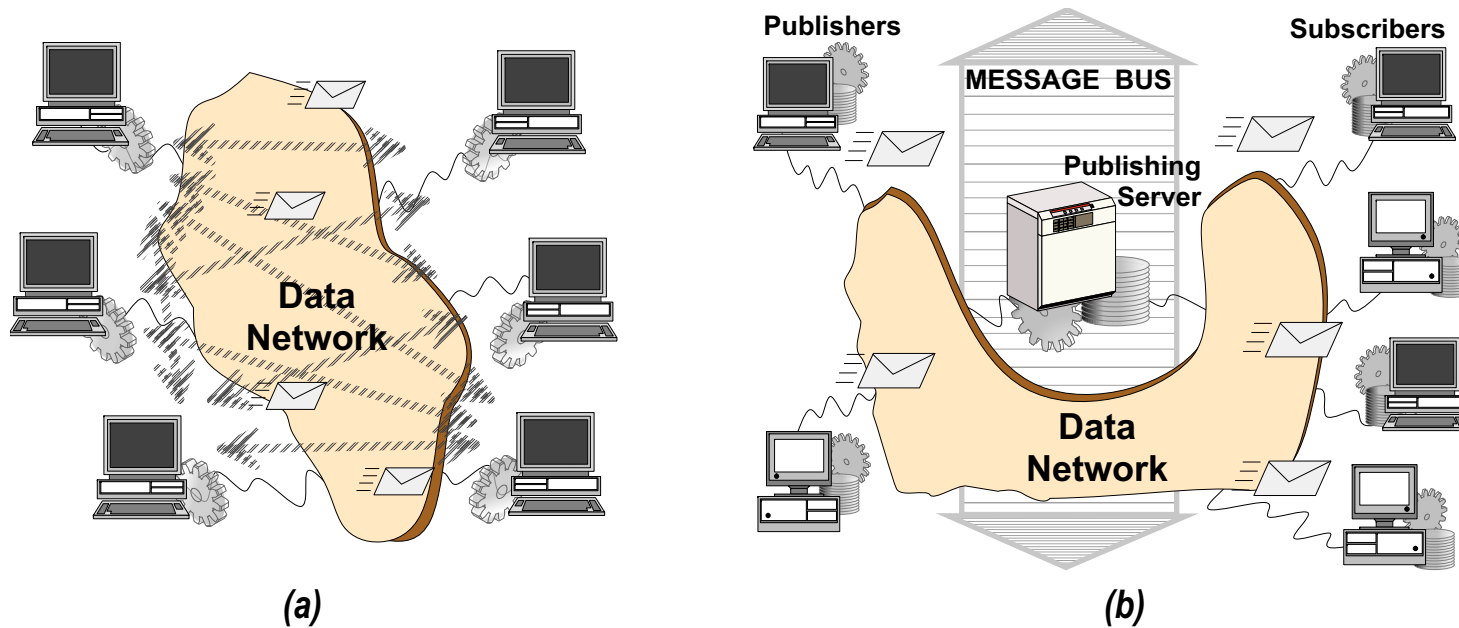 Data
Network
(a)
Publishers
Subscribers
MESSAGE BUS
Publishing
Server
Data
Network
(b)